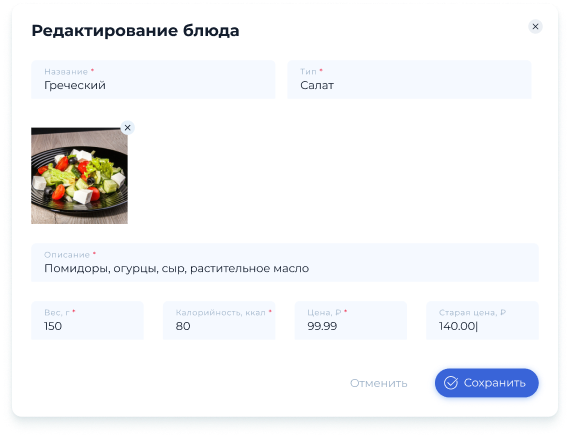 Редактирование блюда
Название *
Тип *
Греческий
Салат
Описание *
Помидоры, огурцы, сыр, растительное масло
Вес, г *
Калорийность, ккал *
Цена, ₽ *
Старая цена, ₽
150
80
99.99
140.00
Отменить
Сохранить